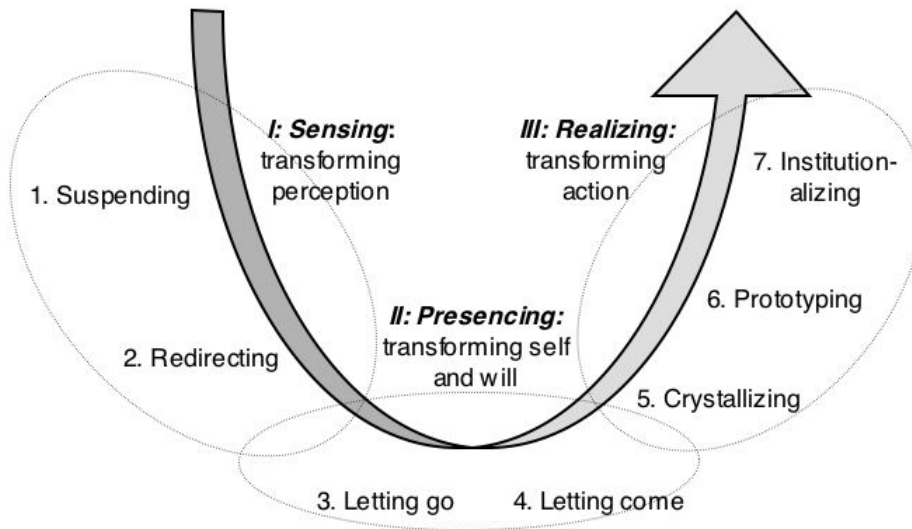 I: Sensing:
transforming
perception
III: Realizing:
transforming
action
1. Suspending
7. Institution-
alizing
2. Redirecting
II: Presencing:
transforming self
and will
6. Prototyping
5. Crystallizing
3. Letting go
4. Letting come